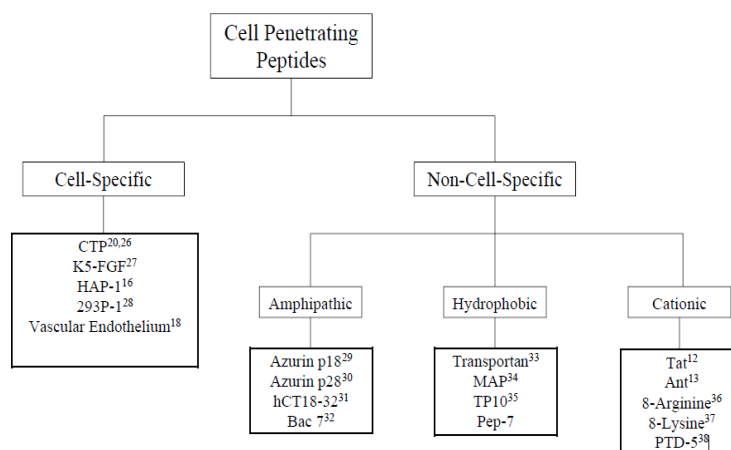 Cell Penetrating
Peptides
Cell-Specific
Non-Cell-Specific
CTP20,26
K5-FGF27
HAP-116
293P-128
Vascular Endothelium18
Amphipathic
Hydrophobic
Cationic
Azurin p1829
Azurin p2830
hCT18-3231
Bac 732
Transportan33
MAP34
TP1035
Pep-7
Tat12
Ant13
8-Arginine36
8-Lysine37
PTD-538